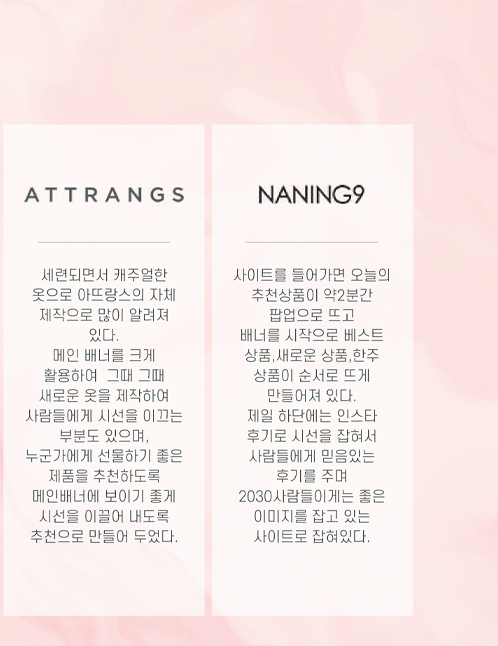 ATTRANGS
세련되면서 캐주얼한
옷으로 아뜨랑스의 자체
제작으로 많이 알려져
있다.
메인 배너를 크게
활용하여 그때 그때
새로운 옷을 제작하여
사람들에게 시선을 이끄는
부분도 있으며,
누군가에게 선물하기 좋은
제품을 추천하도록
메인배너에 보이기 좋게
시선을 이끌어 내도록
추천으로 만들어 두었다.
NANING9
사이트를 들어가면 오늘의
추천상품이 약2분간
팝업으로 뜨고
배너를 시작으로 베스트
상품,새로운 상품,한주
상품이 순서로 뜨게
만들어져 있다.
제일 하단에는 인스타
후기로 시선을 잡혀서
사람들에게 믿음있는
후기를 주며
2030사람들이게는 좋은
이미지를 잡고 있는
사이트로 잡혀있다.